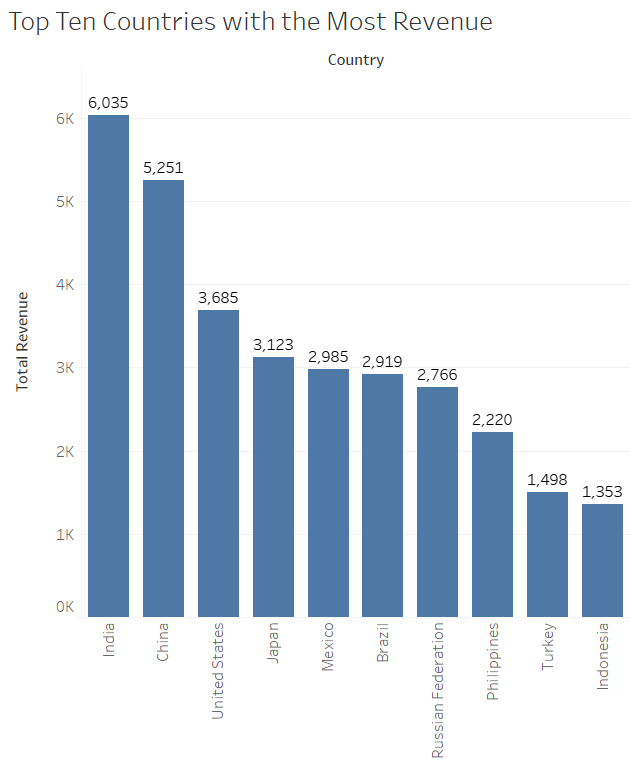 Top Ten Countries with the Most Revenue
Country
Total Revenue
6K
5K
4K
3K
2K
1K
0K
6,035
5,251
3,685
3,123
2,985
2,919
2,766
2,220
1,498
1,353
India
China
United States
Japan
Mexico
Brazil
Russian Federation
Philippines
Turkey
Indonesia